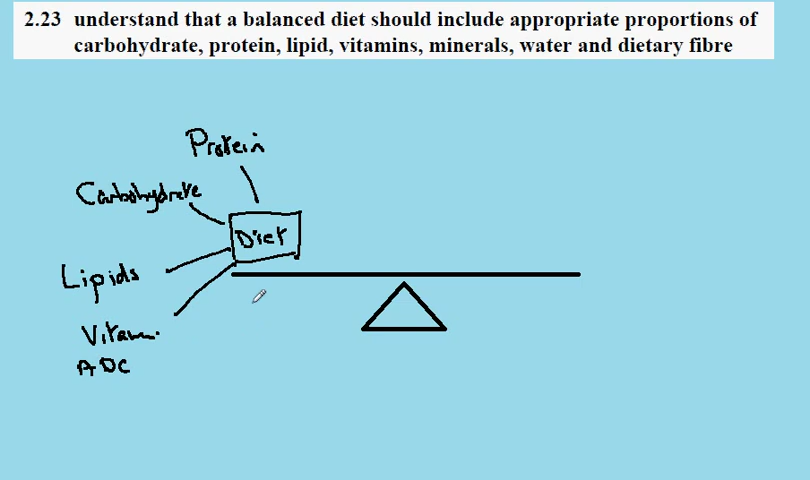 2.23 understand that a balanced diet should include appropriate proportions of
carbohydrate, protein, lipid, vitamins, minerals, water and dietary fibre
Protein
Carbohydrate
Diet
Lipids
Vitam
ADC